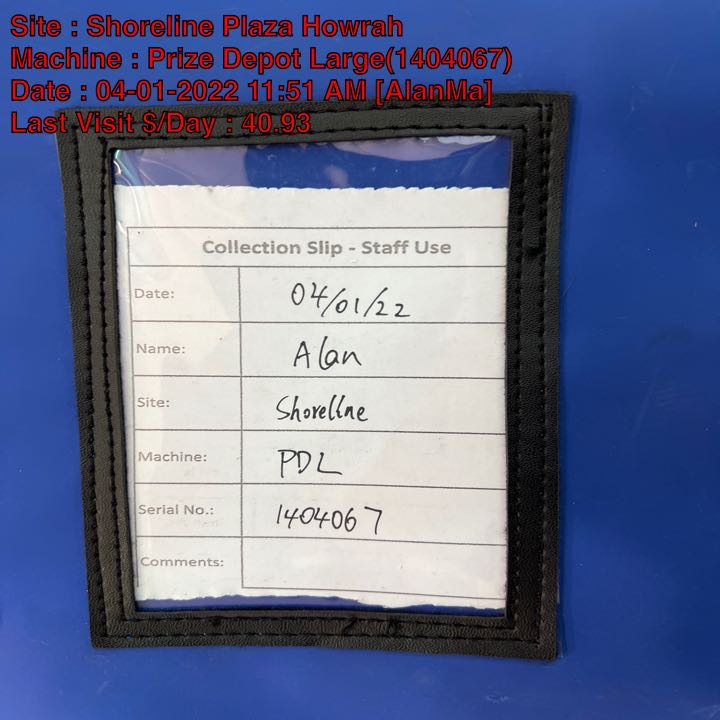 Site : Shoreline Plaza Howrah
Machine : Prize Depot Large(1404067)
Date : 04-01-2022 11:51 AM [AlanMa]
Last Visit $/Day : 40.93
Collection Slip - Staff Use
Date: 04/01/22
Name: Alan
Site: Shoreline
Machine: PDL
Serial No.: 1404067
Comments: